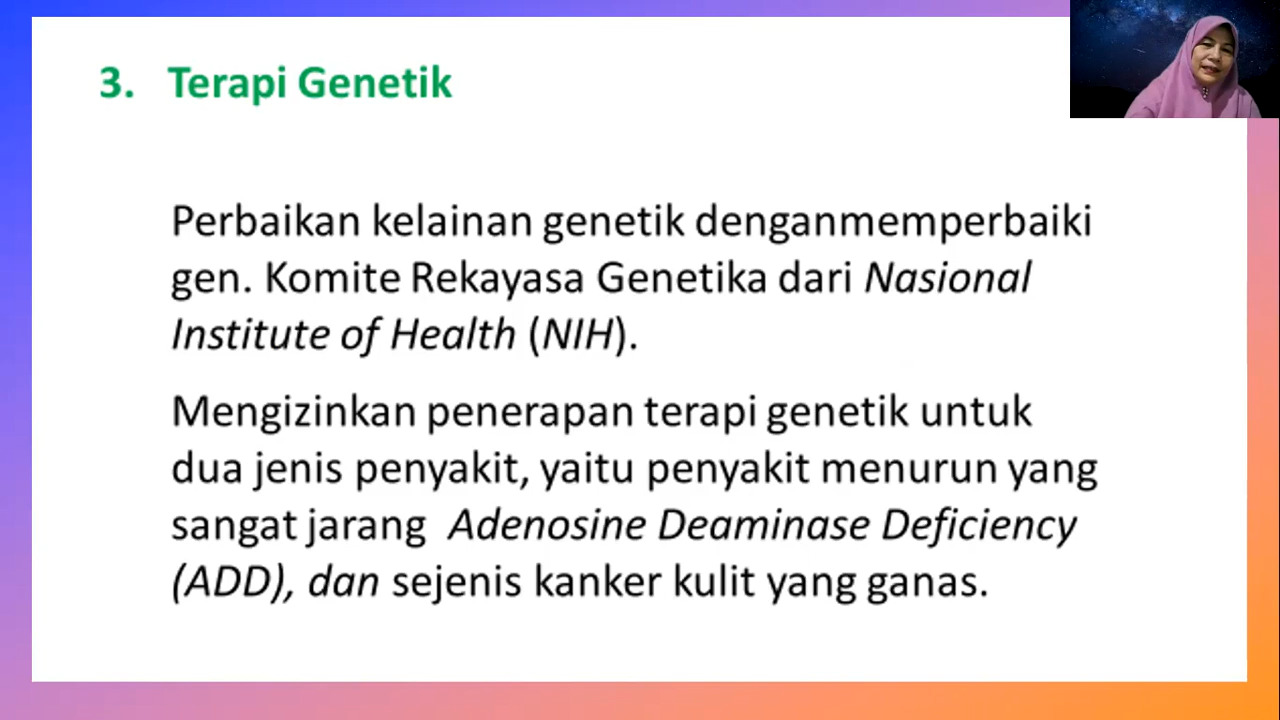 3. Terapi Genetik
Perbaikan kelainan genetik denganmemperbaiki
gen. Komite Rekayasa Genetika dari Nasional
Institute of Health (NIH).
Mengizinkan penerapan terapi genetik untuk
dua jenis penyakit, yaitu penyakit menurun yang
sangat jarang Adenosine Deaminase Deficiency
(ADD), dan sejenis kanker kulit yang ganas.